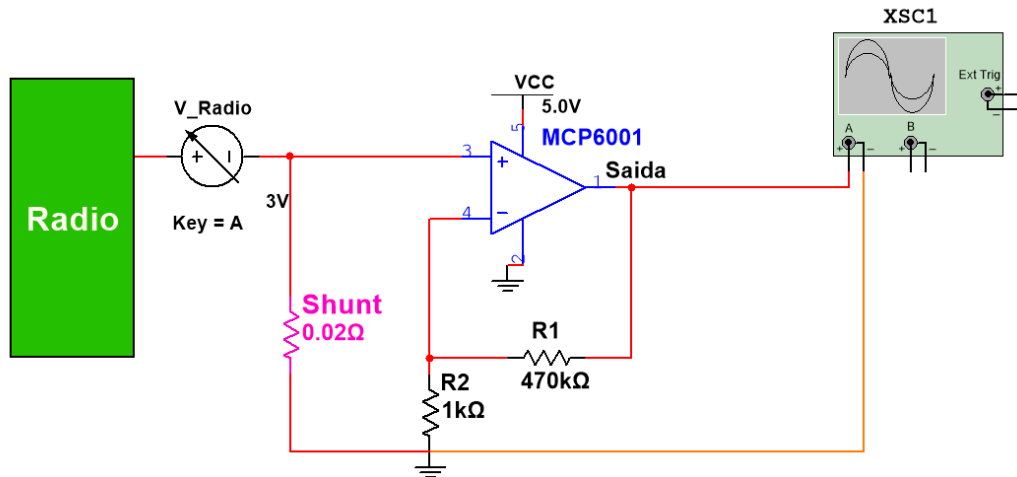 XSC1
Ext Trig
+
−
A
B
+
−
+
−
Radio
V_Radio
+
−
3V
Key = A
VCC
5.0V
5
MCP6001
3
+
4
−
1
Saida
2
Shunt
0.02Ω
R1
470kΩ
R2
1kΩ